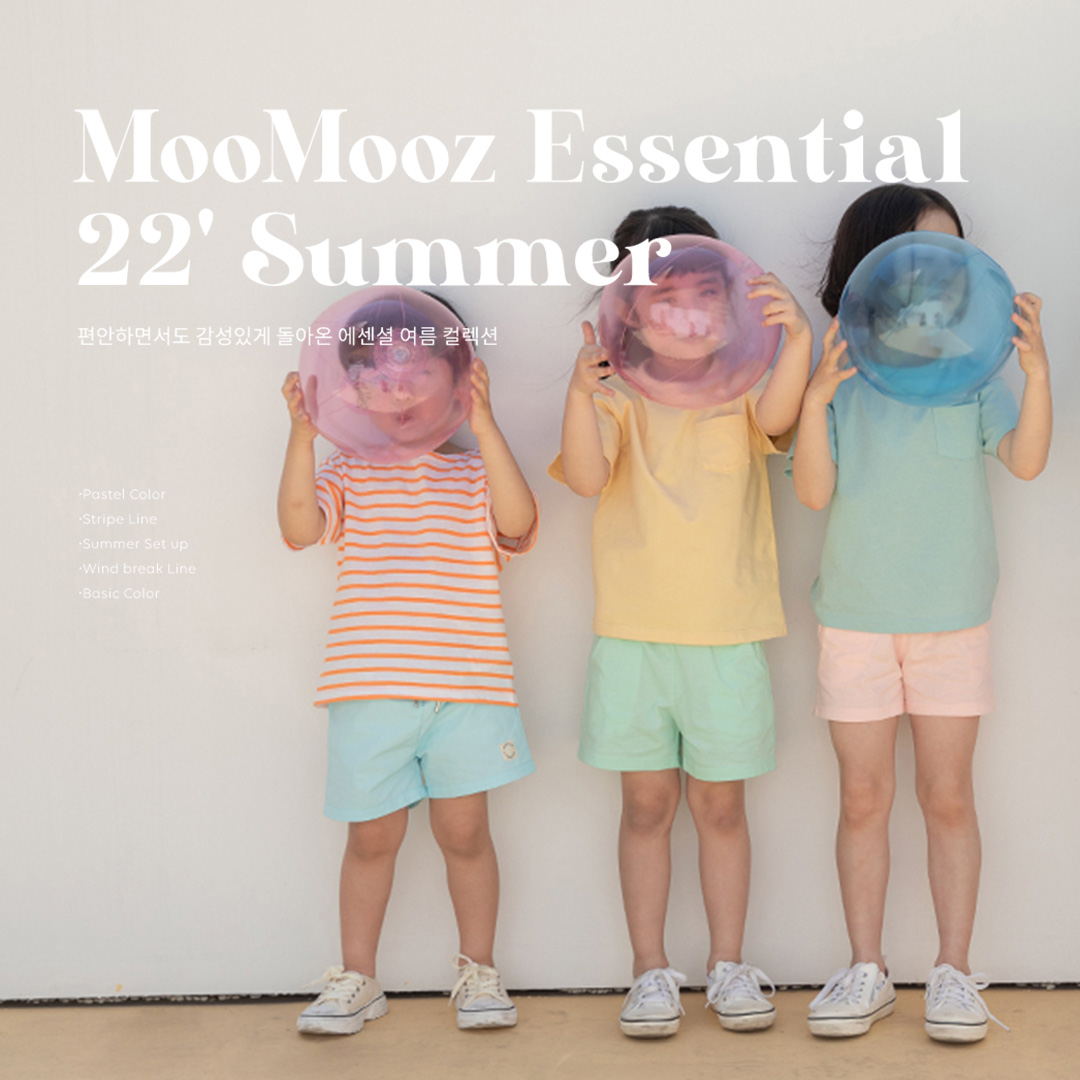 MooMooz Essential
22' Summer
편안하면서도 감성있게 돌아온 에센셜 여름 컬렉션
·Pastel Color
·Stripe Line
·Summer Set up
·Wind break Line
·Basic Color